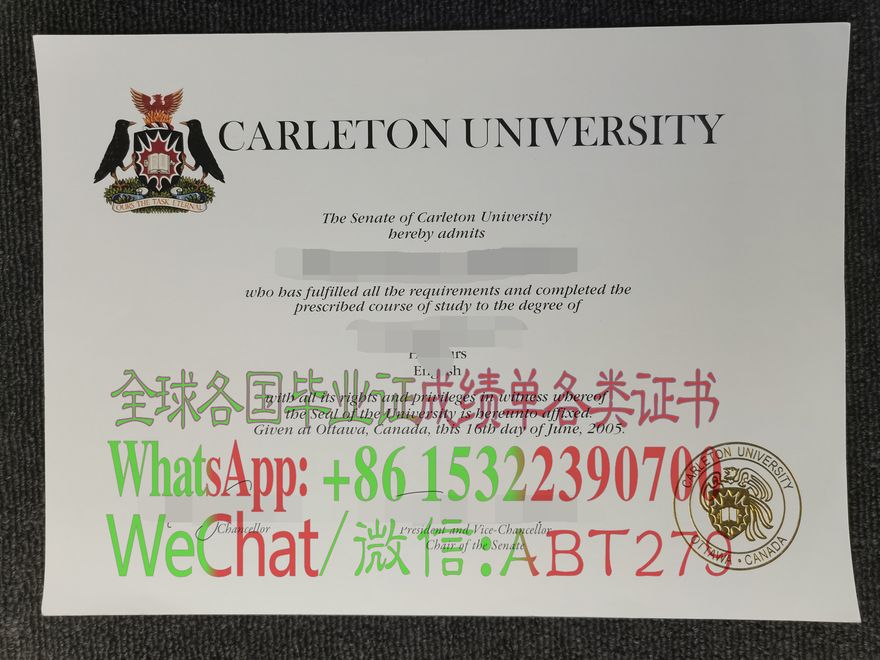 CARLETON UNIVERSITY
OURS THE TASK ETERNAL
The Senate of Carleton University
hereby admits
who has fulfilled all the requirements and completed the
prescribed course of study to the degree of
全球各国毕业证成绩单各类证书
with all its rights and privileges in witness whereof
the Seal of the University is hereunto affixed.
Given at Ottawa, Canada, this 16th day of June, 2005.
WhatsApp: +86 15322390700
Chancellor
President and Vice-Chancellor
Chair of the Senate
WeChat/微信:ABT279
CARLETON UNIVERSITY
OTTAWA • CANADA